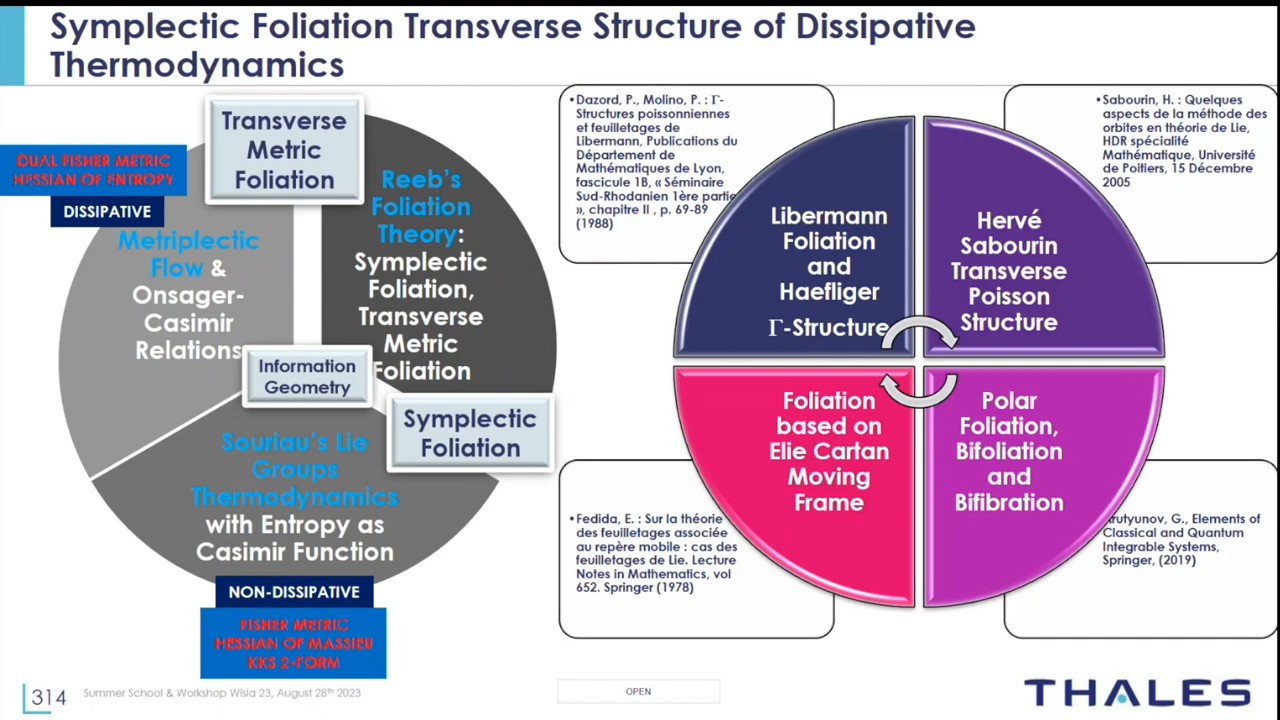 Symplectic Foliation Transverse Structure of Dissipative
Thermodynamics
Transverse
Metric
Foliation
DUAL FISHER METRIC
HESSIAN OF ENTROPY
DISSIPATIVE
Metriplectic
Flow &
Onsager-
Casimir
Relations
Reeb's
Foliation
Theory:
Symplectic
Foliation,
Transverse
Metric
Foliation
Information
Geometry
Symplectic
Foliation
Souriau's Lie
Groups
Thermodynamics
with Entropy as
Casimir Function
NON-DISSIPATIVE
FISHER METRIC
HESSIAN OF MASSIEU
KKS 2-FORM
•Dazord, P., Molino, P. : Γ-
Structures poissonniennes
et feuilletages de
Libermann, Publications du
Département de
Mathématiques de Lyon,
fascicule 1B, « Séminaire
Sud-Rhodanien 1ère partie
», chapitre II , p. 69-89
(1988)
Libermann
Foliation
and
Haefliger
Γ-Structure
Hervé
Sabourin
Transverse
Poisson
Structure
•Sabourin, H. : Quelques
aspects de la méthode des
orbites en théorie de Lie,
HDR spécialité
Mathématique, Université
de Poitiers, 15 Décembre
2005
Foliation
based on
Elie Cartan
Moving
Frame
Polar
Foliation,
Bifoliation
and
Bifibration
•Fedida, E. : Sur la théorie
des feuilletages associée
au repère mobile : cas des
feuilletages de Lie. Lecture
Notes in Mathematics, vol
652. Springer (1978)
G., Elements of
Classical and Quantum
Integrable Systems,
Springer, (2019)
314
Summer School & Workshop Wisla 23, August 28th 2023
OPEN
THALES